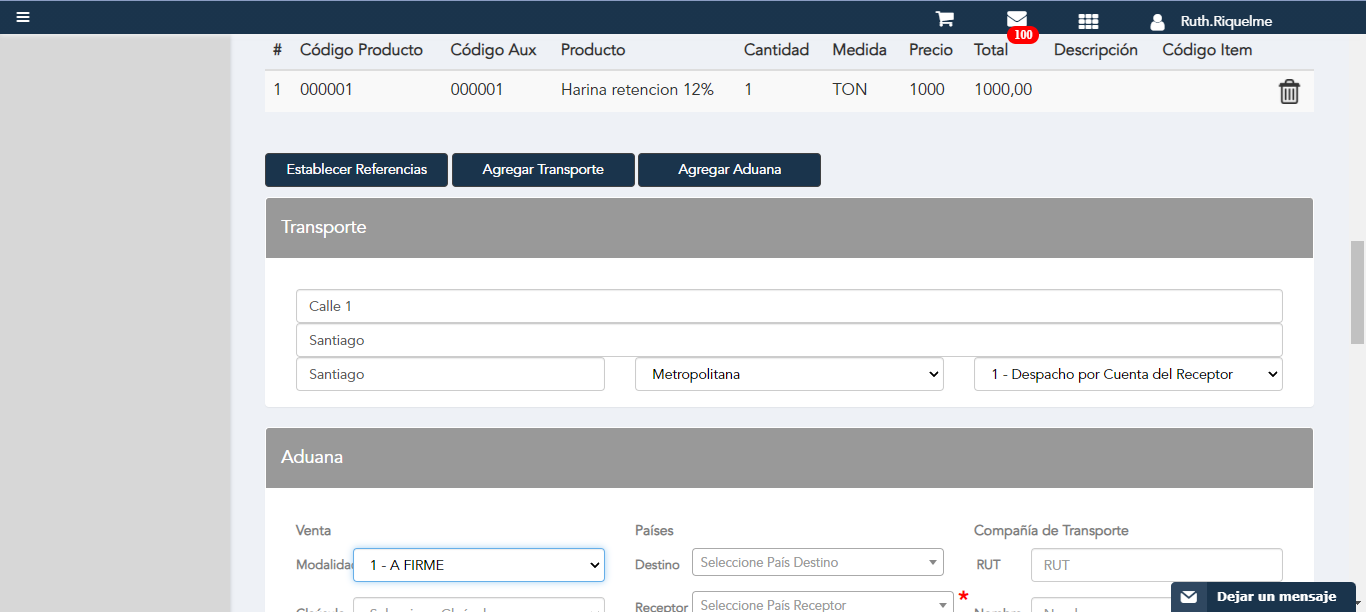 Ruth.Riquelme
100
# Código Producto Código Aux Producto Cantidad Medida Precio Total Descripción Código Item
1 000001 000001 Harina retencion 12% 1 TON 1000 1000,00
Establecer Referencias Agregar Transporte Agregar Aduana
Transporte
Calle 1
Santiago
Santiago Metropolitana 1 - Despacho por Cuenta del Receptor
Aduana
Venta Países Compañía de Transporte
Modalidad 1 - A FIRME Destino Seleccione País Destino RUT RUT
Receptor Seleccione País Receptor *
Dejar un mensaje